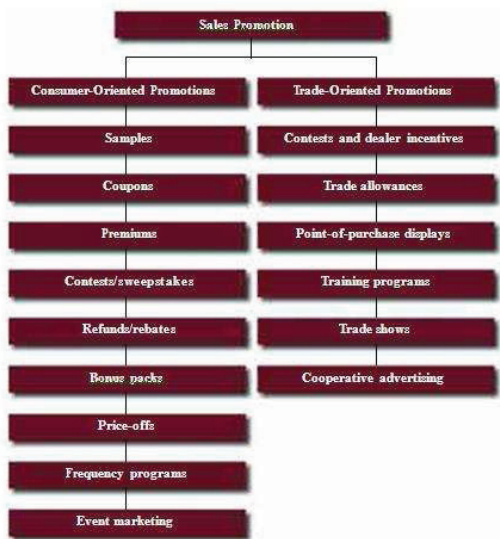 Sales Promotion
Consumer-Oriented Promotions
Trade-Oriented Promotions
Samples
Contests and dealer incentives
Coupons
Trade allowances
Premiums
Point-of-purchase displays
Contests/sweepstakes
Training programs
Refunds/rebates
Trade shows
Bonus packs
Cooperative advertising
Price-offs
Frequency programs
Event marketing